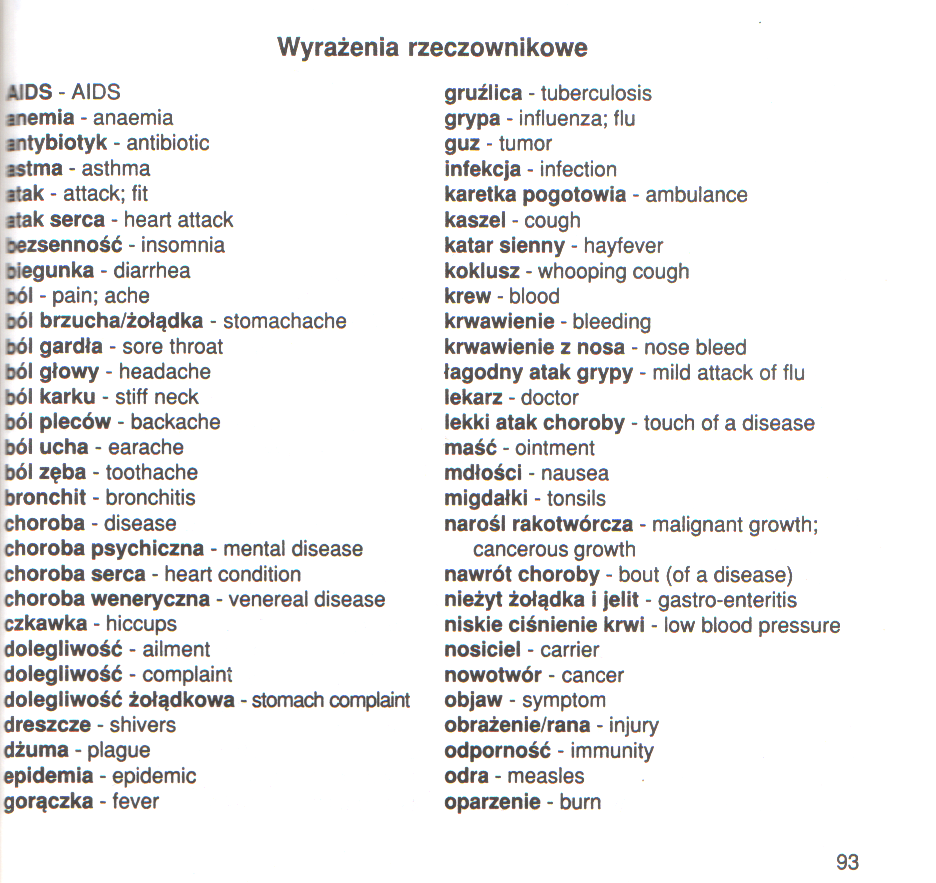 Wyrażenia rzeczownikowe
AIDS - AIDS
anemia - anaemia
antybiotyk - antibiotic
astma - asthma
atak - attack; fit
atak serca - heart attack
bezsenność - insomnia
biegunka - diarrhea
ból - pain; ache
ból brzucha/żołądka - stomachache
ból gardła - sore throat
ból głowy - headache
ból karku - stiff neck
ból pleców - backache
ból ucha - earache
ból zęba - toothache
bronchit - bronchitis
choroba - disease
choroba psychiczna - mental disease
choroba serca - heart condition
choroba weneryczna - venereal disease
czkawka - hiccups
dolegliwość - ailment
dolegliwość - complaint
dolegliwość żołądkowa - stomach complaint
dreszcze - shivers
dżuma - plague
epidemia - epidemic
gorączka - fever
gruźlica - tuberculosis
grypa - influenza; flu
guz - tumor
infekcja - infection
karetka pogotowia - ambulance
kaszel - cough
katar sienny - hayfever
koklusz - whooping cough
krew - blood
krwawienie - bleeding
krwawienie z nosa - nose bleed
łagodny atak grypy - mild attack of flu
lekarz - doctor
lekki atak choroby - touch of a disease
maść - ointment
mdłości - nausea
migdałki - tonsils
narośl rakotwórcza - malignant growth;
cancerous growth
nawrót choroby - bout (of a disease)
nieżyt żołądka i jelit - gastro-enteritis
niskie ciśnienie krwi - low blood pressure
nosiciel - carrier
nowotwór - cancer
objaw - symptom
obrażenie/rana - injury
odporność - immunity
odra - measles
oparzenie - burn
93